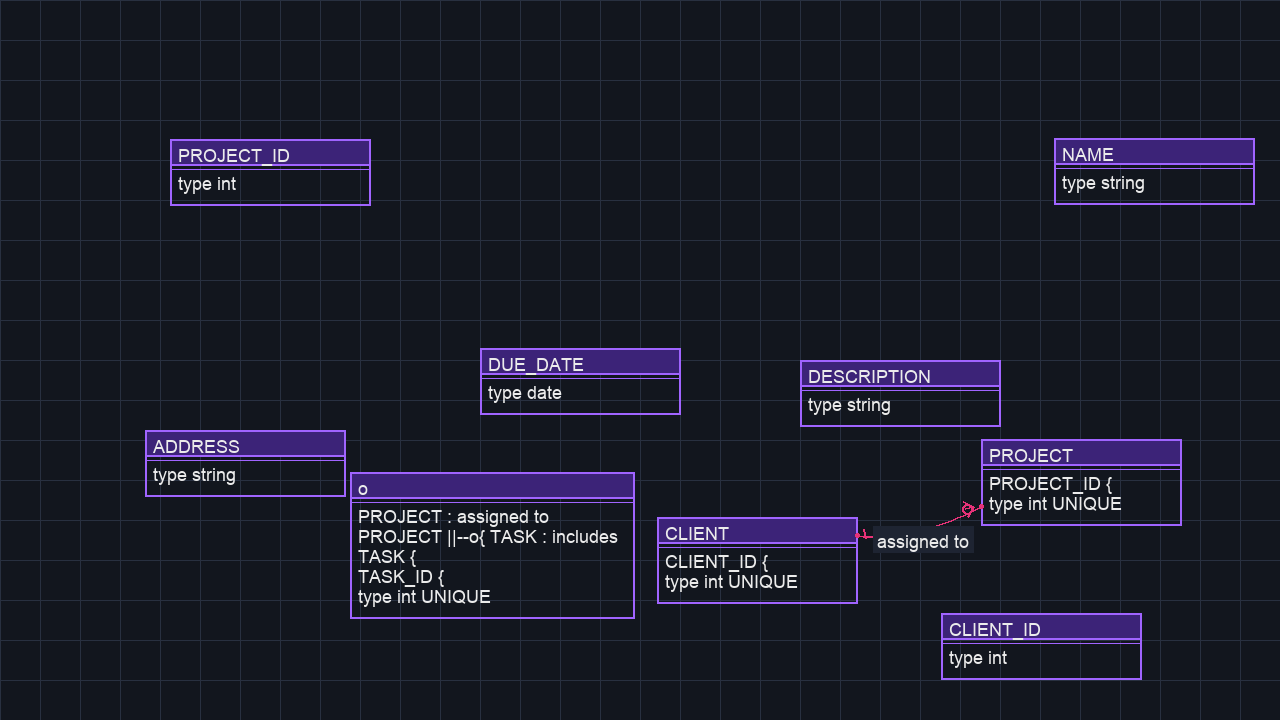 PROJECT_ID
type int
NAME
type string
DUE_DATE
type date
DESCRIPTION
type string
ADDRESS
type string
o
PROJECT : assigned to
PROJECT ||--o{ TASK : includes
TASK {
TASK_ID {
type int UNIQUE
CLIENT
CLIENT_ID {
type int UNIQUE
assigned to
PROJECT
PROJECT_ID {
type int UNIQUE
CLIENT_ID
type int